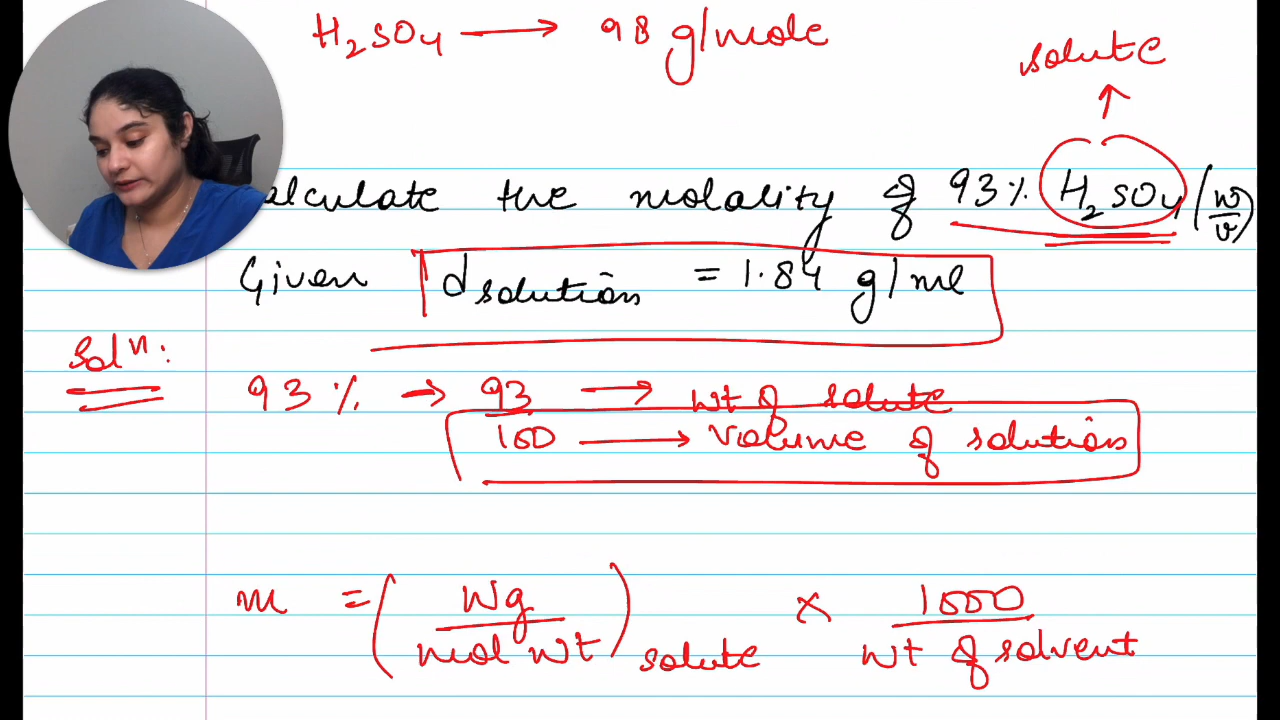 H₂SO₄ → 98 g/mole
solute
↑
alculate the molality of 93% H₂SO₄ (w/v)
Given d solution = 1.84 g/ml
Solⁿ:
93% → 93 → wt of solute
100 → volume of solution
m = (Wg / mol wt) solute × 1000 / wt of solvent